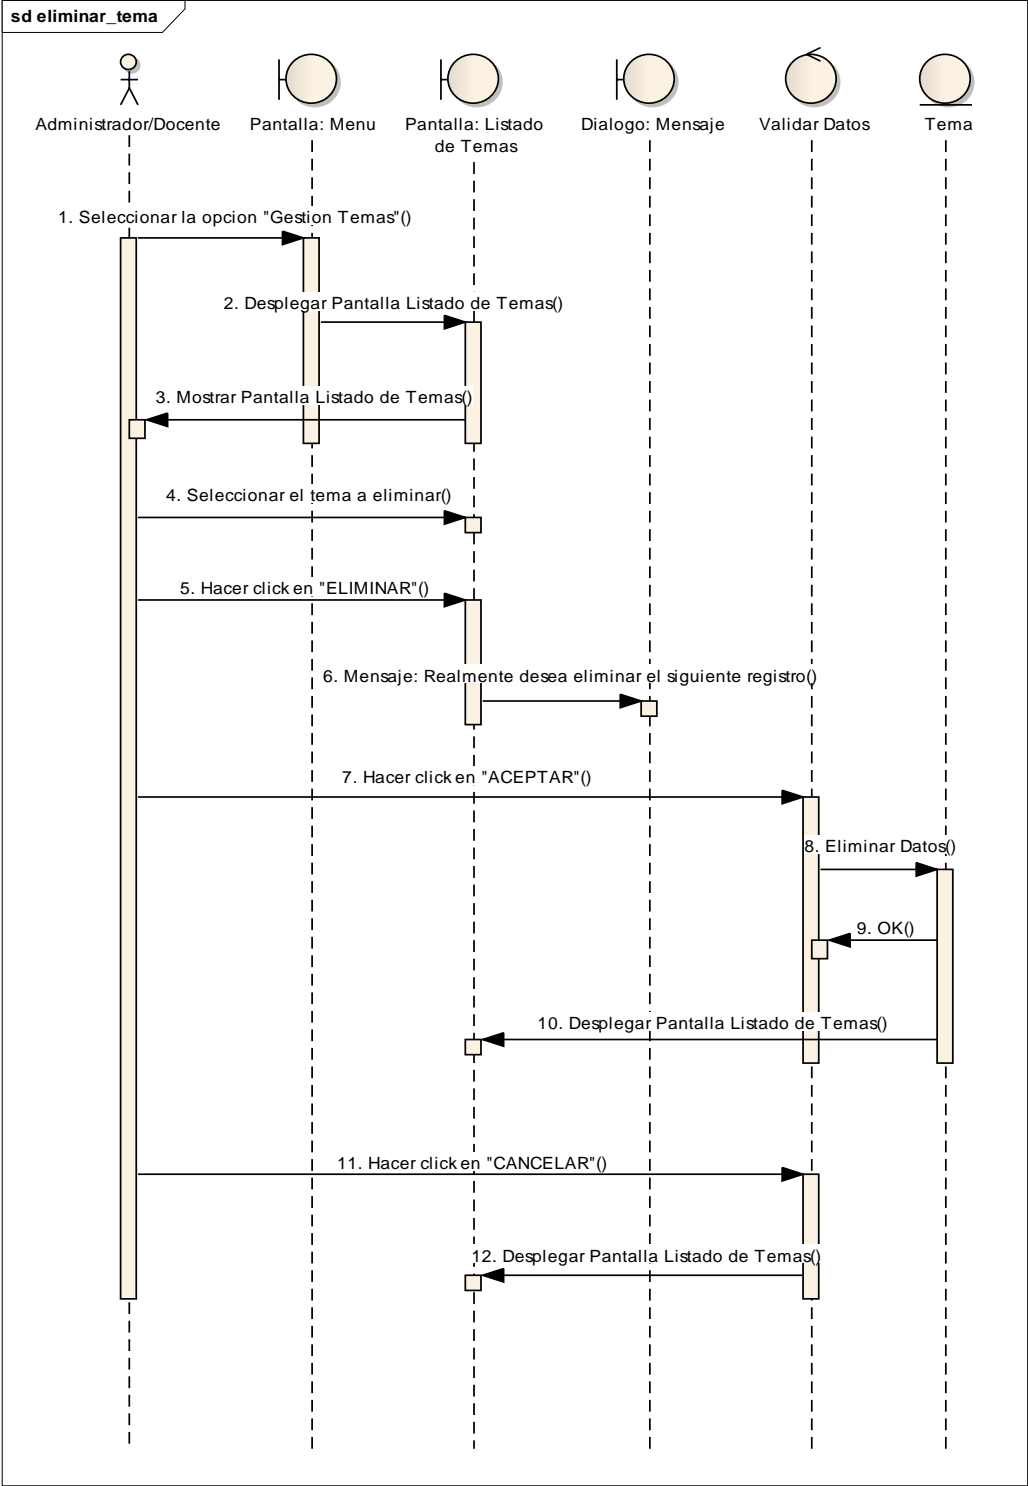 sd eliminar_tema
Administrador/Docente
Pantalla: Menu
Pantalla: Listado
de Temas
Dialogo: Mensaje
Validar Datos
Tema
1. Seleccionar la opcion "Gestion Temas"()
2. Desplegar Pantalla Listado de Temas()
3. Mostrar Pantalla Listado de Temas()
4. Seleccionar el tema a eliminar()
5. Hacer click en "ELIMINAR"()
6. Mensaje: Realmente desea eliminar el siguiente registro()
7. Hacer click en "ACEPTAR"()
8. Eliminar Datos()
9. OK()
10. Desplegar Pantalla Listado de Temas()
11. Hacer click en "CANCELAR"()
12. Desplegar Pantalla Listado de Temas()